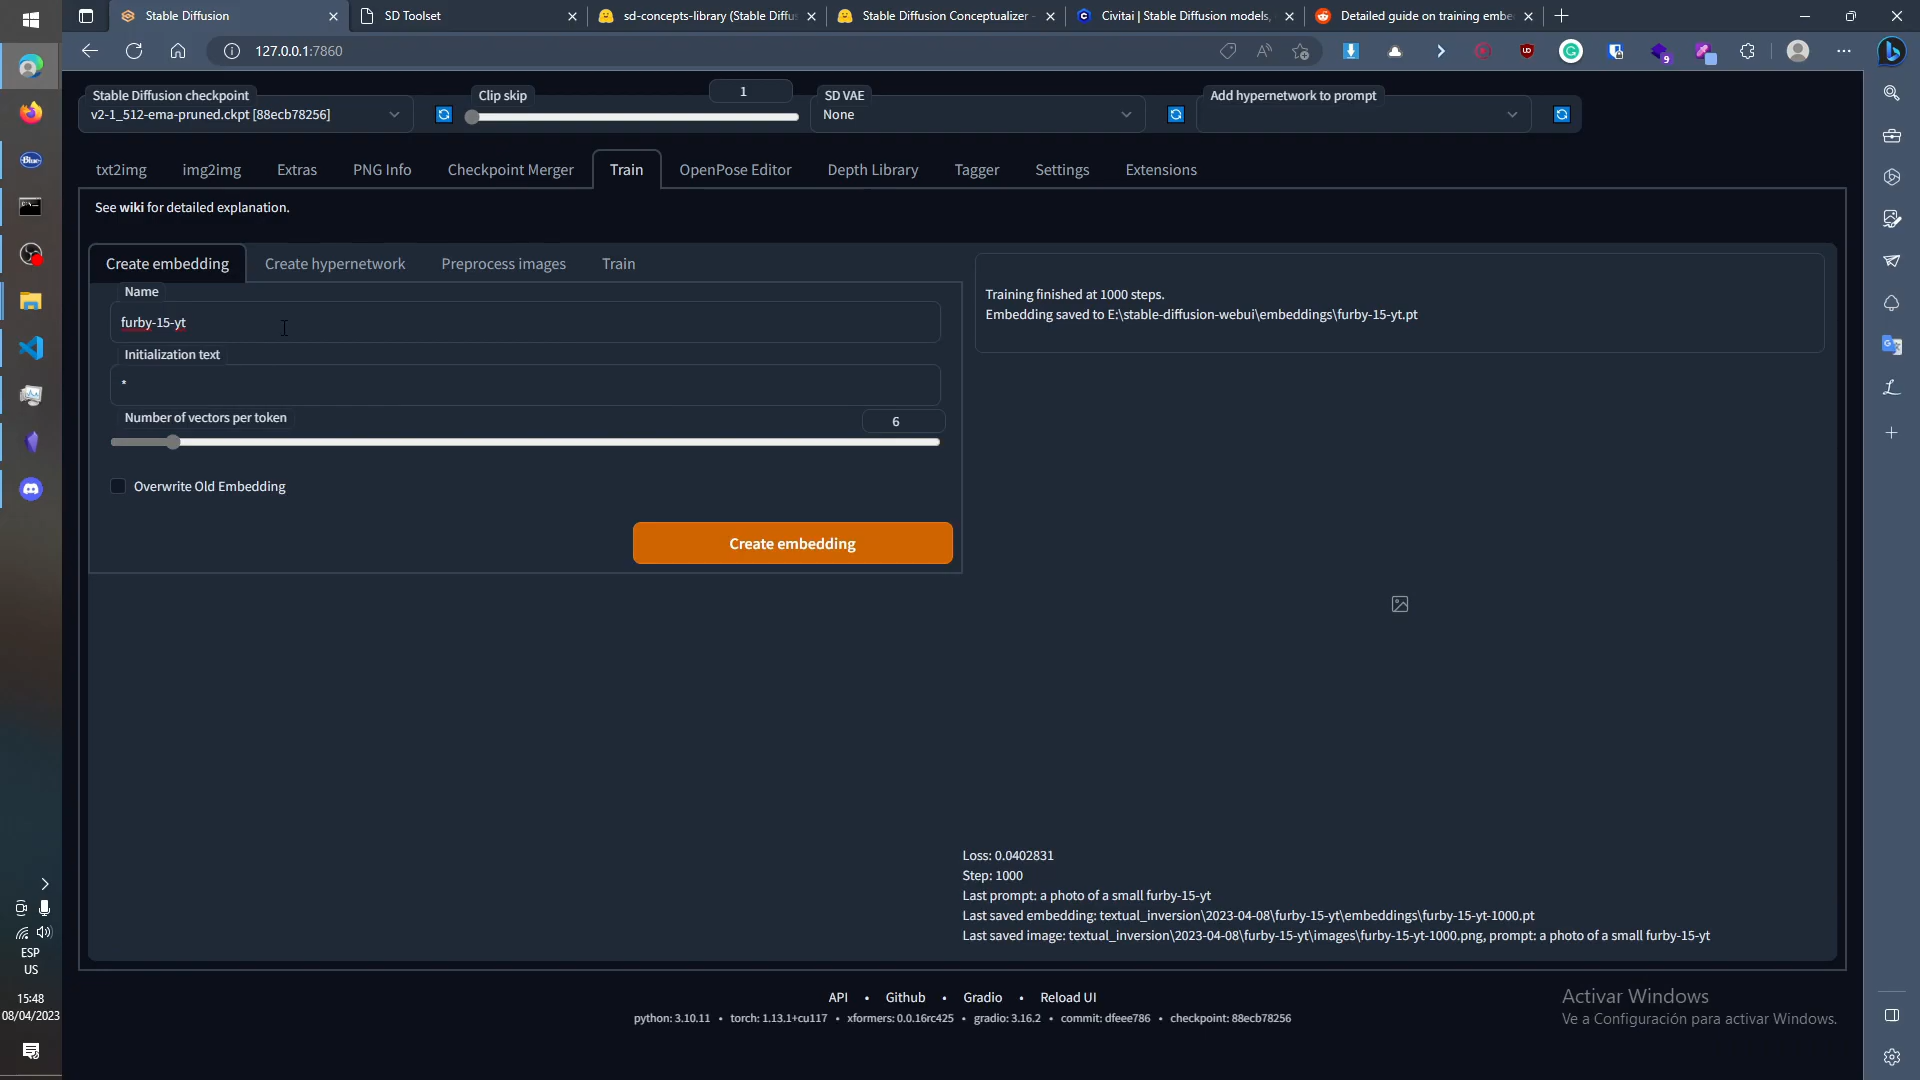 Stable Diffusion
SD Toolset
sd-concepts-library (Stable Diffus
Stable Diffusion Conceptualizer -
Civitai | Stable Diffusion models,
Detailed guide on training embe
127.0.0.1:7860
9
Stable Diffusion checkpoint
v2-1_512-ema-pruned.ckpt [88ecb78256]
Clip skip
1
SD VAE
None
Add hypernetwork to prompt
txt2img
img2img
Extras
PNG Info
Checkpoint Merger
Train
OpenPose Editor
Depth Library
Tagger
Settings
Extensions
See wiki for detailed explanation.
Create embedding
Create hypernetwork
Preprocess images
Train
Name
furby-15-yt
Initialization text
*
Number of vectors per token
6
Overwrite Old Embedding
Create embedding
Training finished at 1000 steps.
Embedding saved to E:\stable-diffusion-webui\embeddings\furby-15-yt.pt
Loss: 0.0402831
Step: 1000
Last prompt: a photo of a small furby-15-yt
Last saved embedding: textual_inversion\2023-04-08\furby-15-yt\embeddings\furby-15-yt-1000.pt
Last saved image: textual_inversion\2023-04-08\furby-15-yt\images\furby-15-yt-1000.png, prompt: a photo of a small furby-15-yt
API • Github • Gradio • Reload UI
python: 3.10.11 • torch: 1.13.1+cu117 • xformers: 0.0.16rc425 • gradio: 3.16.2 • commit: dfeee786 • checkpoint: 88ecb78256
Activar Windows
Ve a Configuración para activar Windows.
ESP
US
15:48
08/04/2023